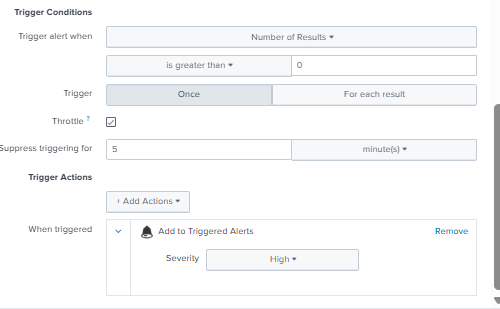 Trigger Conditions
Trigger alert when Number of Results
is greater than 0
Trigger Once For each result
Throttle ?
Suppress triggering for 5 minute(s)
Trigger Actions
+ Add Actions
When triggered Add to Triggered Alerts Remove
Severity High